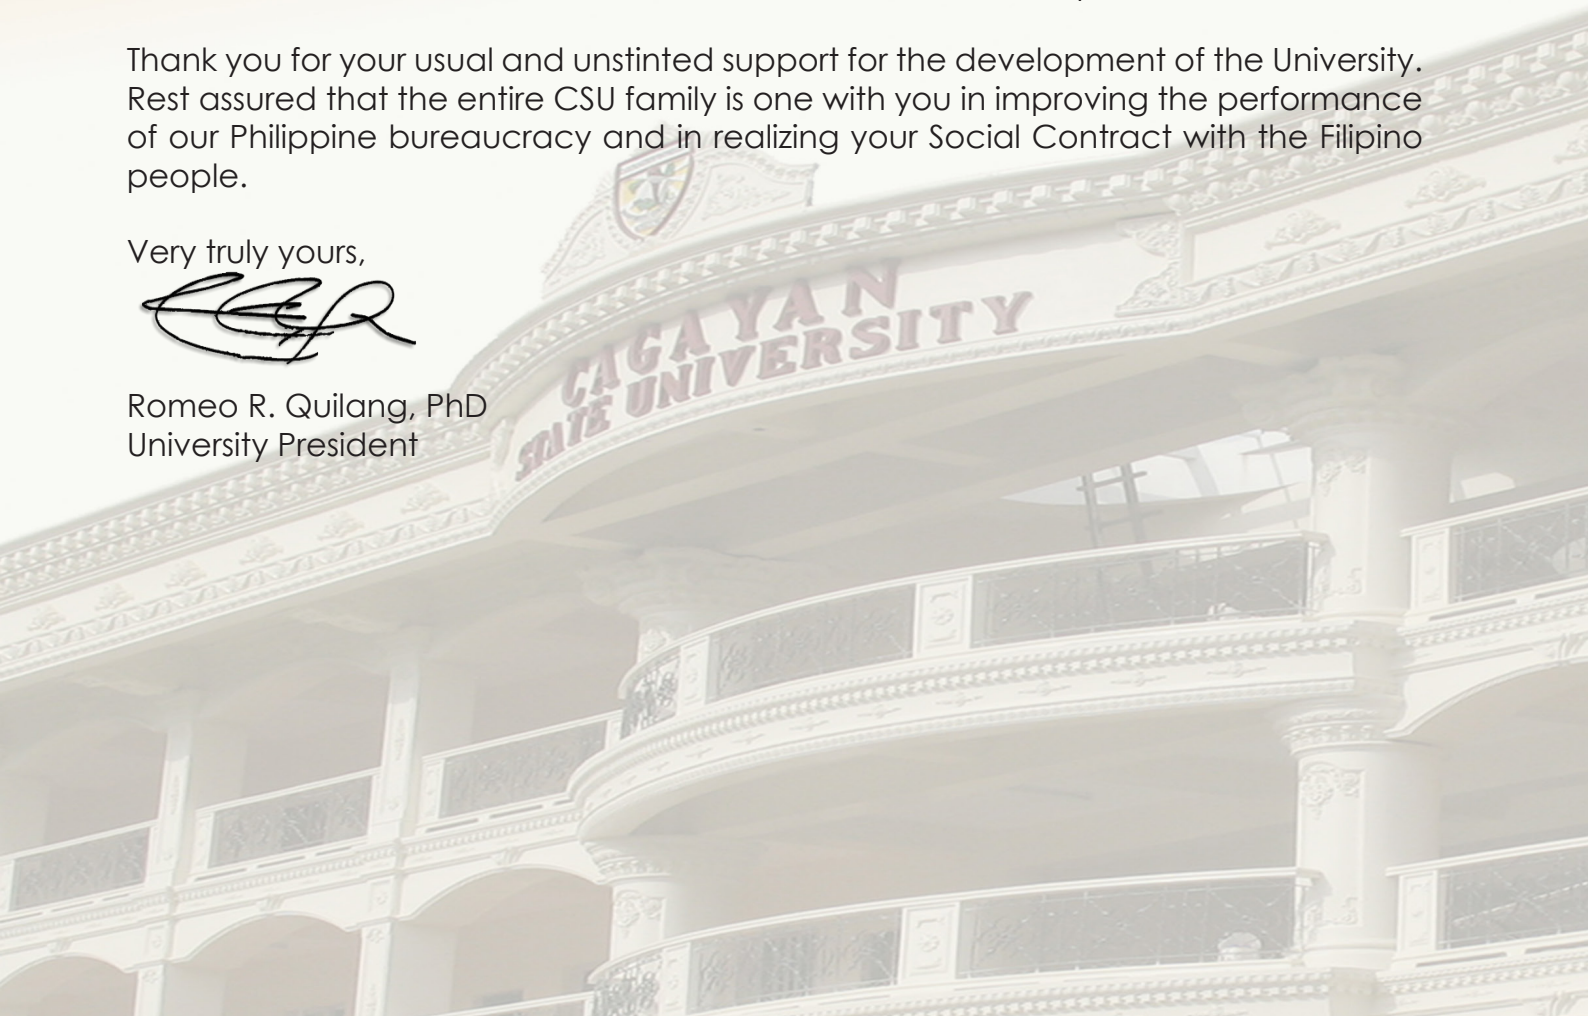 Thank you for your usual and unstinted support for the development of the University.
Rest assured that the entire CSU family is one with you in improving the performance
of our Philippine bureaucracy and in realizing your Social Contract with the Filipino
people.
Very truly yours,
Romeo R. Quilang, PhD
University President
CAGAYAN
STATE UNIVERSITY